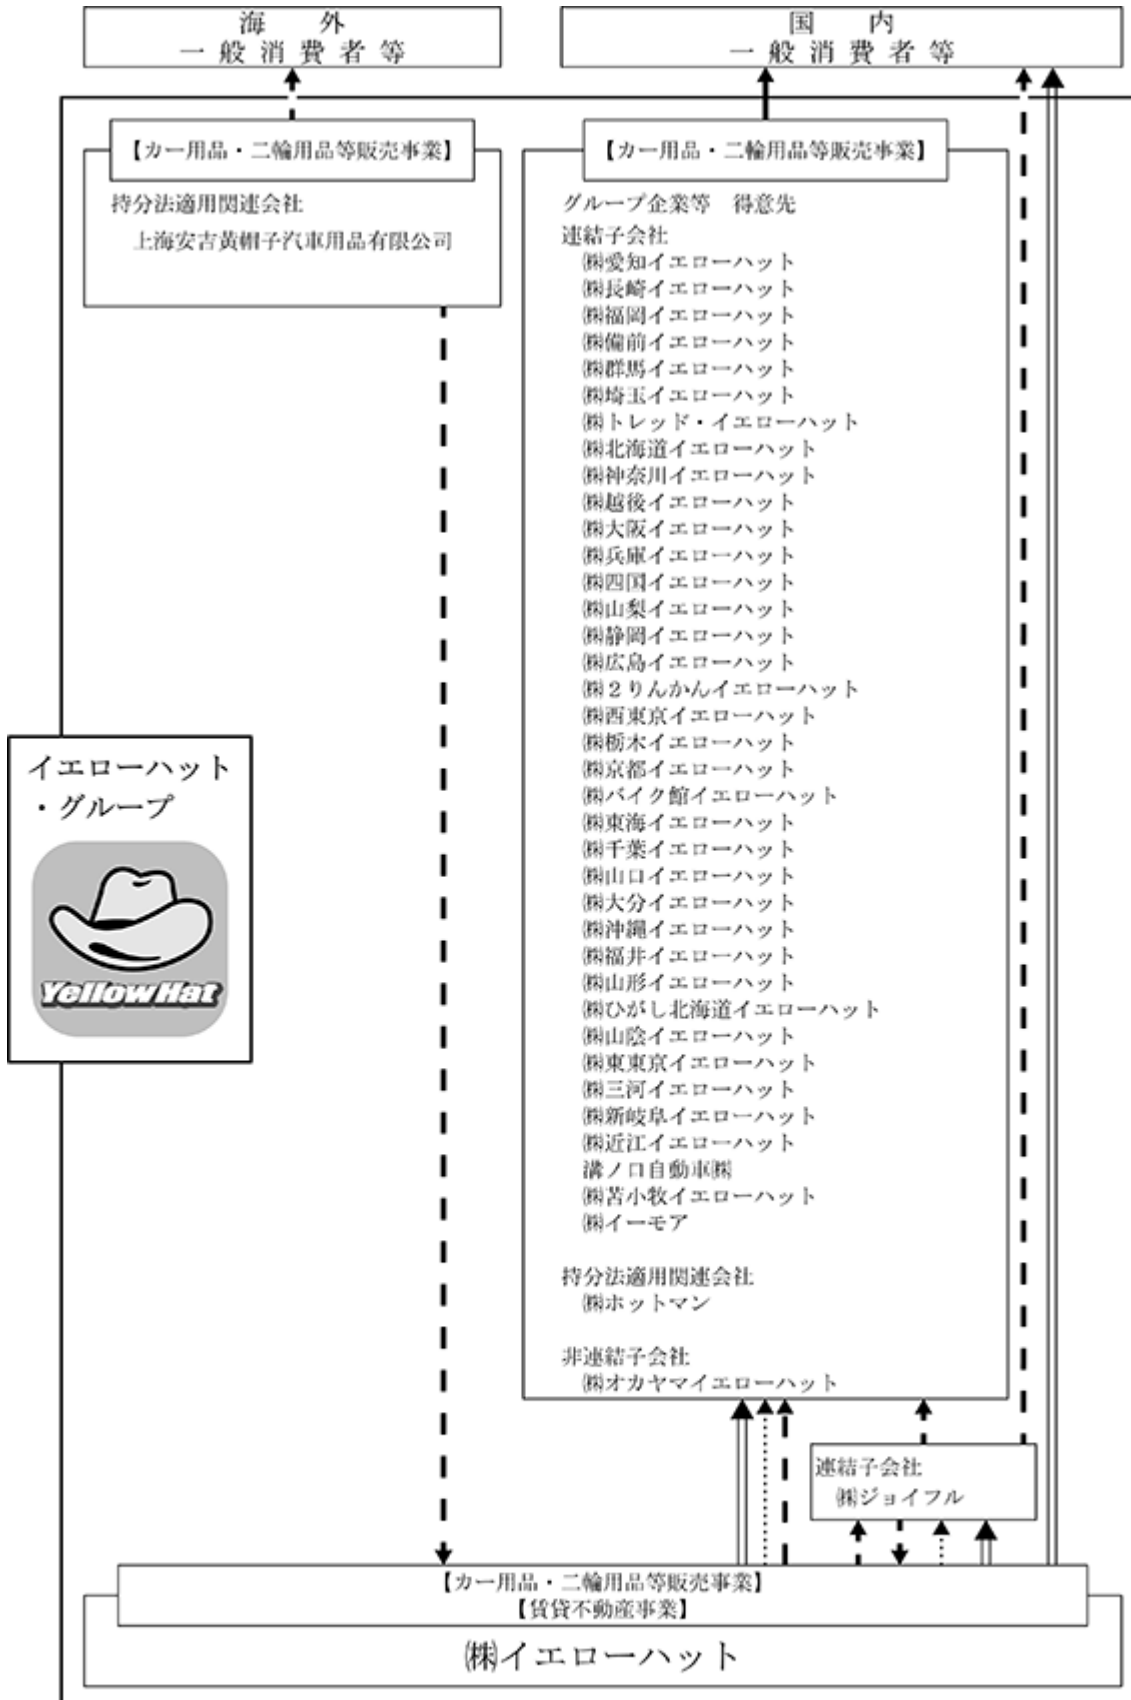 海　外
一般消費者等
国　内
一般消費者等
【カー用品・二輪用品等販売事業】
持分法適用関連会社
上海安吉黄帽子汽車用品有限公司
【カー用品・二輪用品等販売事業】
グループ企業等　得意先
連結子会社
㈱愛知イエローハット
㈱長崎イエローハット
㈱福岡イエローハット
㈱備前イエローハット
㈱群馬イエローハット
㈱埼玉イエローハット
㈱トレッド・イエローハット
㈱北海道イエローハット
㈱神奈川イエローハット
㈱越後イエローハット
㈱大阪イエローハット
㈱兵庫イエローハット
㈱四国イエローハット
㈱山梨イエローハット
㈱静岡イエローハット
㈱広島イエローハット
㈱２りんかんイエローハット
㈱西東京イエローハット
㈱栃木イエローハット
㈱京都イエローハット
㈱バイク館イエローハット
㈱東海イエローハット
㈱千葉イエローハット
㈱山口イエローハット
㈱大分イエローハット
㈱沖縄イエローハット
㈱福井イエローハット
㈱山形イエローハット
㈱ひがし北海道イエローハット
㈱山陰イエローハット
㈱東東京イエローハット
㈱三河イエローハット
㈱新岐阜イエローハット
㈱近江イエローハット
溝ノ口自動車㈱
㈱苫小牧イエローハット
㈱イーモア
持分法適用関連会社
㈱ホットマン
非連結子会社
㈱オカヤマイエローハット
イエローハット
・グループ
YellowHat
連結子会社
㈱ジョイフル
【カー用品・二輪用品等販売事業】
【賃貸不動産事業】
㈱イエローハット